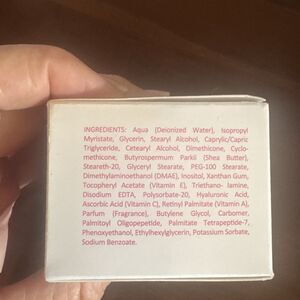 INGREDIENTS: Aqua (Deionized Water), Isopropyl
Myristate, Glycerin, Stearyl Alcohol, Caprylic/Capric
Triglyceride, Cetearyl Alcohol, Dimethicone, Cyclo-
methicone, Butyrospermum Parkii (Shea Butter),
Steareth-20, Glyceryl Stearate, PEG-100 Stearate,
Dimethylaminoethanol (DMAE), Inositol, Xanthan Gum,
Tocopheryl Acetate (Vitamin E), Triethano- lamine,
Disodium EDTA, Polysorbate-20, Hyaluronic Acid,
Ascorbic Acid (Vitamin C), Retinyl Palmitate (Vitamin A),
Parfum (Fragrance), Butylene Glycol, Carbomer,
Palmitoyl Oligopeptide, Palmitate Tetrapeptide-7,
Phenoxyethanol, Ethylhexylglycerin, Potassium Sorbate,
Sodium Benzoate.